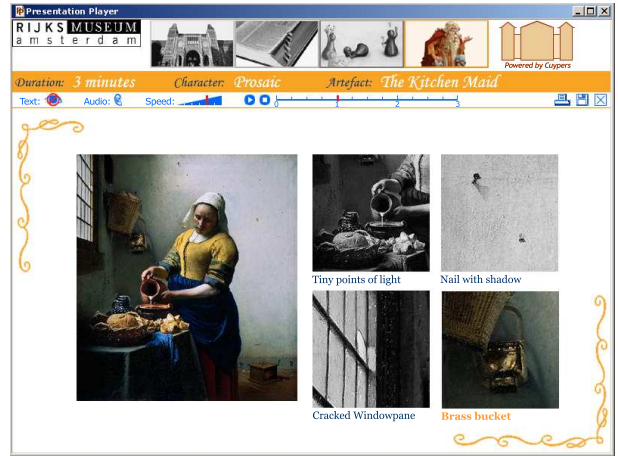 Presentation Player
RIJKS MUSEUM
amsterdam
Powered by Cuypers
Duration: 3 minutes Character: Prosaic Artefact: The Kitchen Maid
Text: Audio: Speed: 0 1 2 3
Tiny points of light Nail with shadow
Cracked Windowpane Brass bucket